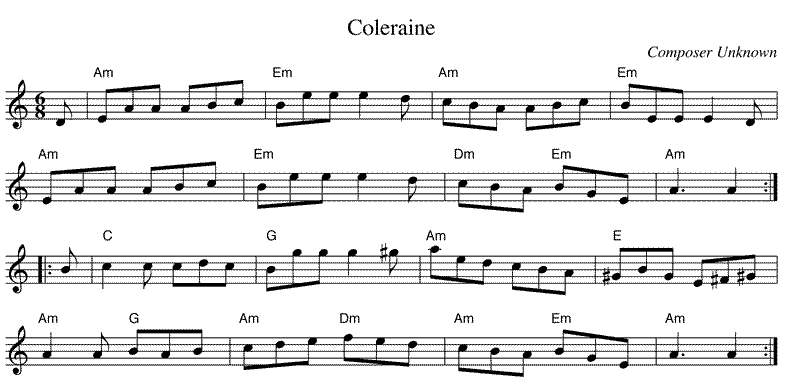 Coleraine
Composer Unknown
6 8
Am Em Am Em
Am Em Dm Em Am
C G Am E
Am G Am Dm Am Em Am